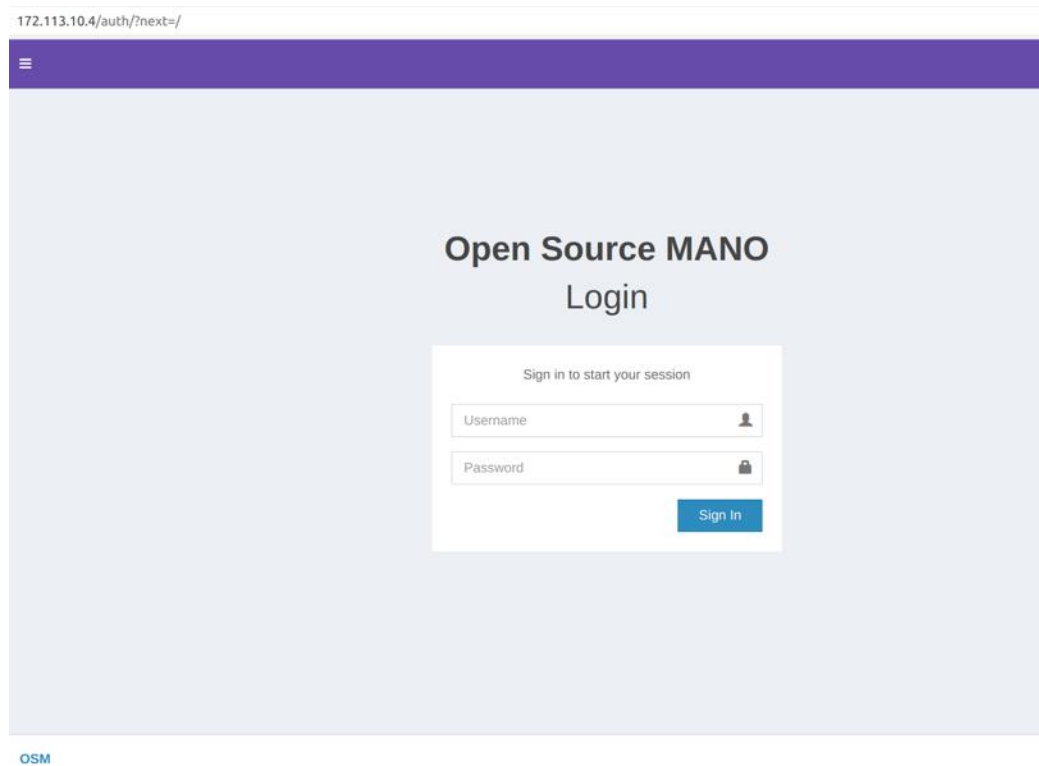 172.113.10.4/auth/?next=/
Open Source MANO
Login
Sign in to start your session
Username
Password
Sign In
OSM